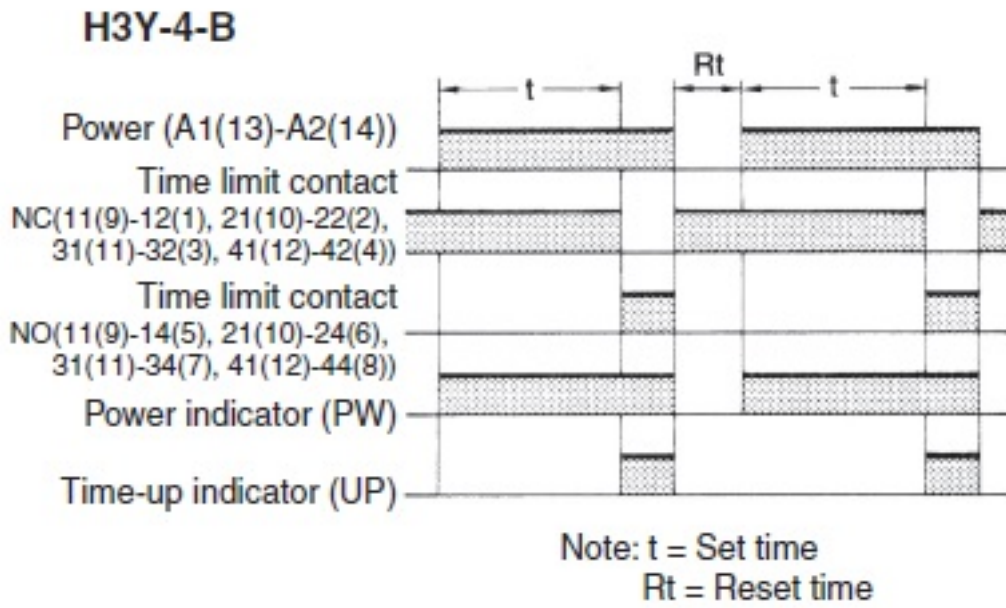 H3Y-4-B
t
Rt
t
Power (A1(13)-A2(14))
Time limit contact
NC(11(9)-12(1), 21(10)-22(2),
31(11)-32(3), 41(12)-42(4))
Time limit contact
NO(11(9)-14(5), 21(10)-24(6),
31(11)-34(7), 41(12)-44(8))
Power indicator (PW)
Time-up indicator (UP)
Note: t = Set time
Rt = Reset time